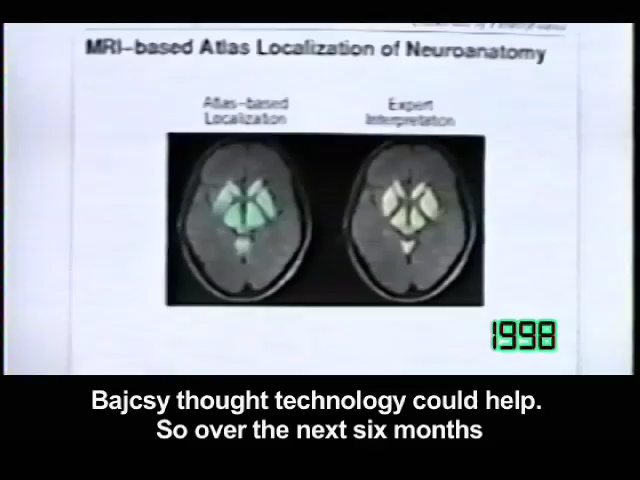 MRI-based Atlas Localization of Neuroanatomy
Atlas-based
Localization
Expert
Interpretation
1998
Bajcsy thought technology could help.
So over the next six months